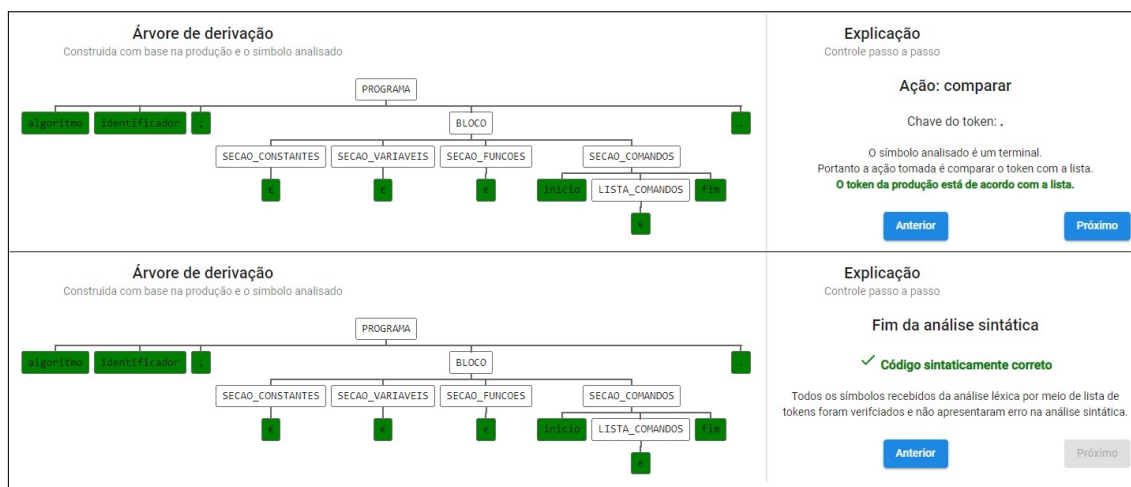 Árvore de derivação
Construida com base na produção e o simbolo analisado
PROGRAMA
algoritmo identificador ; BLOCO .
SECAO_CONSTANTES SECAO_VARIAVEIS SECAO_FUNCOES SECAO_COMANDOS
ε ε ε inicio LISTA_COMANDOS fim
ε
Explicação
Controle passo a passo
Ação: comparar
Chave do token: .
O símbolo analisado é um terminal.
Portanto a ação tomada é comparar o token com a lista.
O token da produção está de acordo com a lista.
Anterior Próximo
Árvore de derivação
Construida com base na produção e o simbolo analisado
PROGRAMA
algoritmo identificador ; BLOCO .
SECAO_CONSTANTES SECAO_VARIAVEIS SECAO_FUNCOES SECAO_COMANDOS
ε ε ε inicio LISTA_COMANDOS fim
ε
Explicação
Controle passo a passo
Fim da análise sintática
✓ Código sintaticamente correto
Todos os símbolos recebidos da análise léxica por meio de lista de
tokens foram verifciados e não apresentaram erro na análise sintática.
Anterior Próximo